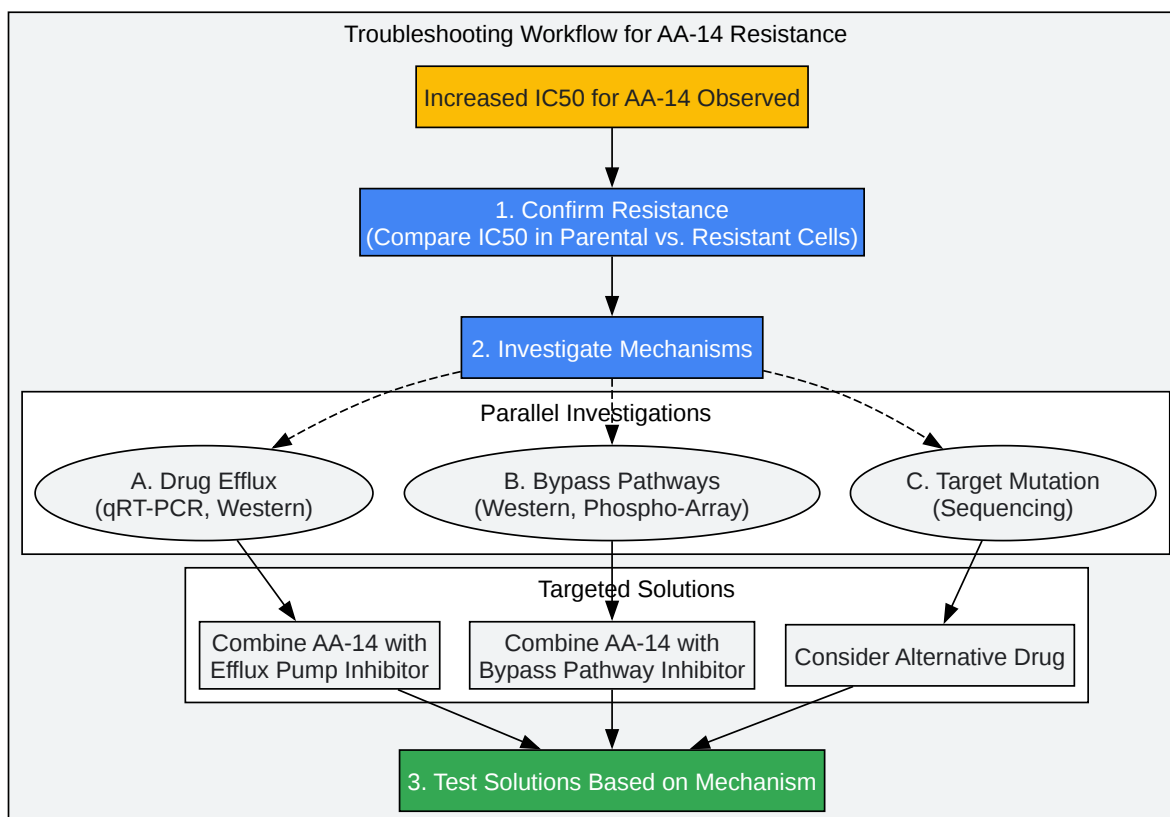 Troubleshooting Workflow for AA-14 Resistance
Increased IC50 for AA-14 Observed
1. Confirm Resistance
(Compare IC50 in Parental vs. Resistant Cells)
2. Investigate Mechanisms
Parallel Investigations
A. Drug Efflux
(qRT-PCR, Western)
B. Bypass Pathways
(Western, Phospho-Array)
C. Target Mutation
(Sequencing)
Targeted Solutions
Combine AA-14 with
Efflux Pump Inhibitor
Combine AA-14 with
Bypass Pathway Inhibitor
Consider Alternative Drug
3. Test Solutions Based on Mechanism